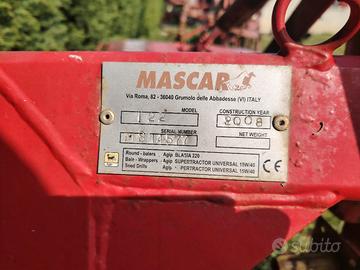 MASCAR
Via Roma, 82 - 36040 Grumolo delle Abbadesse (VI) ITALY
MODEL
CONSTRUCTION YEAR
2008
SERIAL NUMBER
NET WEIGHT
Round - balers : Agip BLASIA 220
Bale - Wrappers : Agip SUPERTRACTOR UNIVERSAL 15W/40
Seed Drills : Agip SUPERTRACTOR UNIVERSAL 15W/40
CE
subito